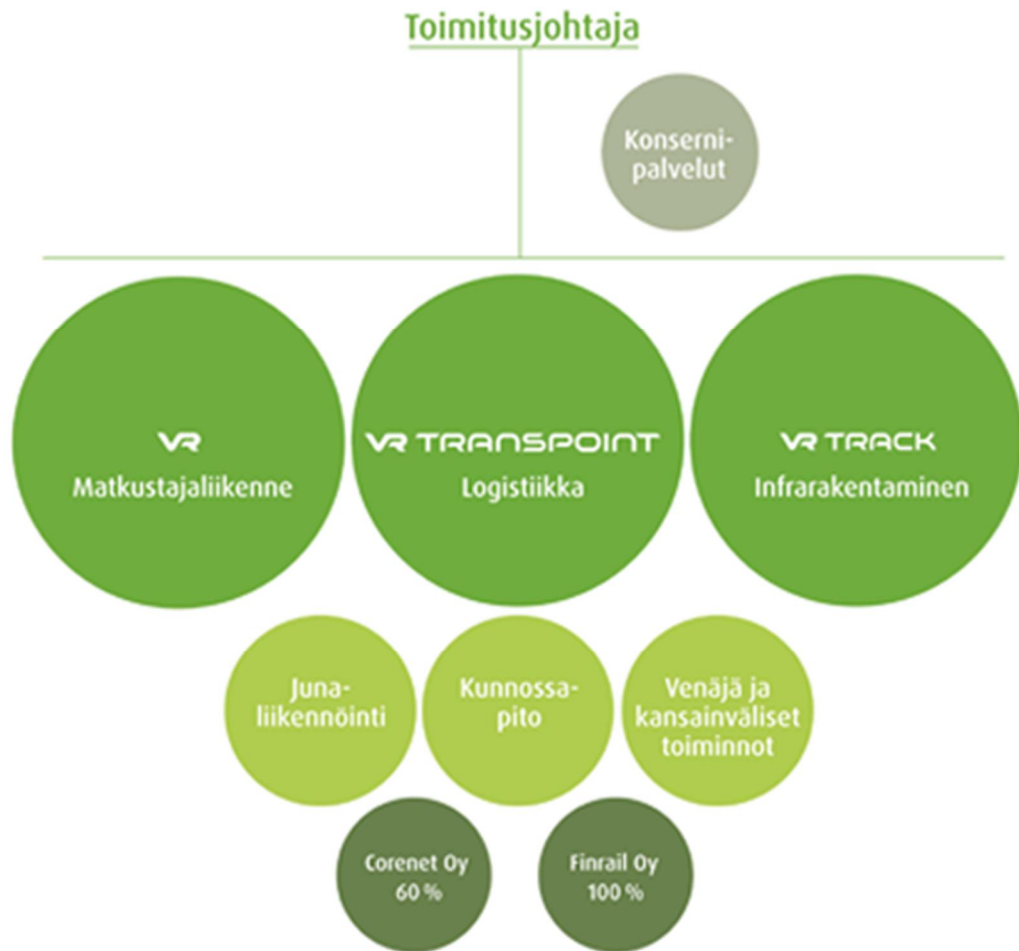 Toimitusjohtaja
Konserni-
palvelut
VR
Matkustajaliikenne
VR TRANSPOINT
Logistiikka
VR TRACK
Infrarakentaminen
Juna-
liikennöinti
Kunnossa-
pito
Venäjä ja
kansainväliset
toiminnot
Corenet Oy
60 %
Finrail Oy
100 %